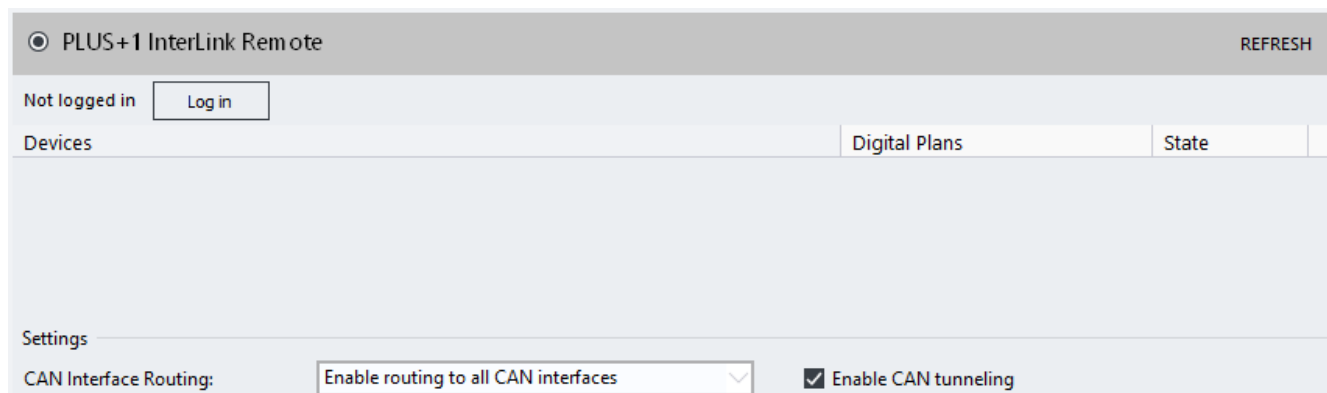 PLUS+1 InterLink Remote REFRESH
Not logged in Log in
Devices Digital Plans State
Settings
CAN Interface Routing: Enable routing to all CAN interfaces Enable CAN tunneling